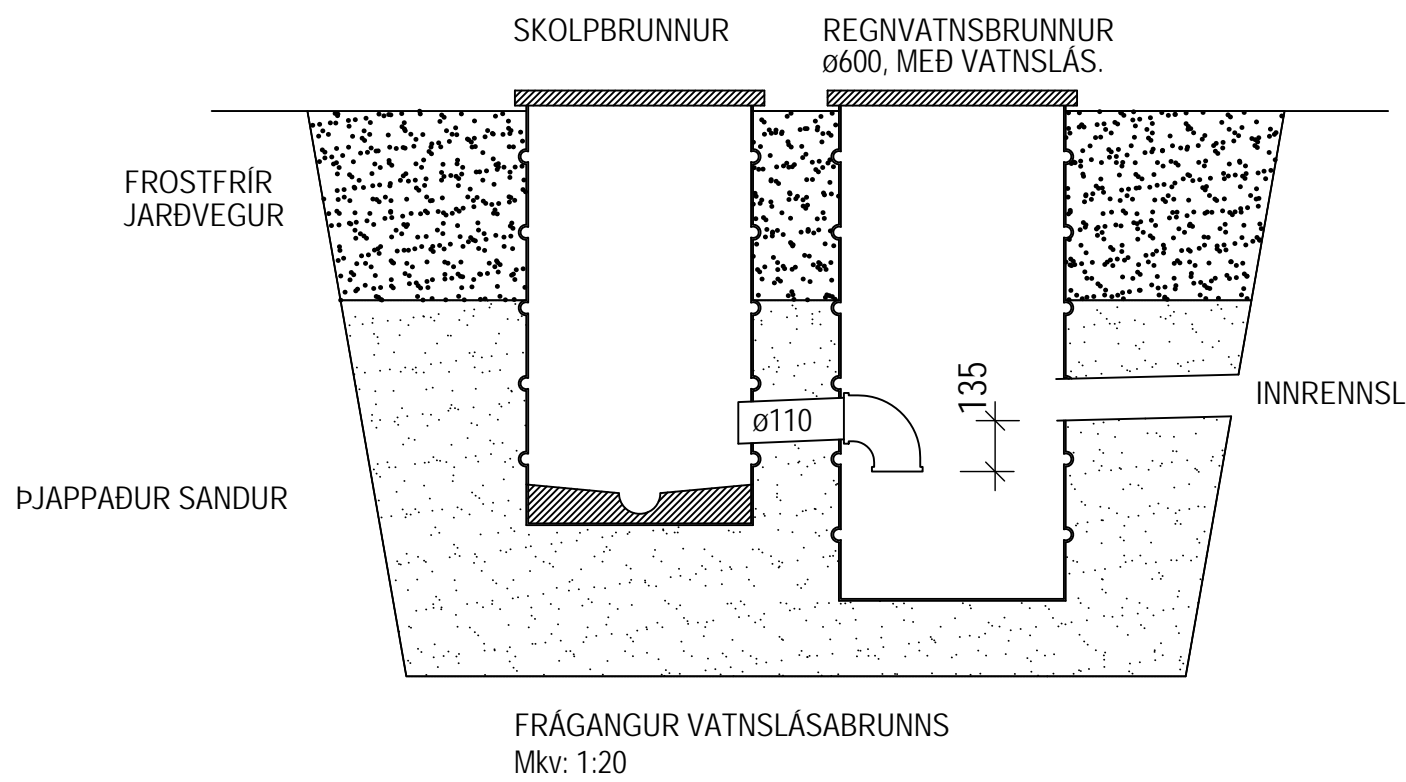 SKOLPBRUNNUR
REGNVATNSBRUNNUR
ø600, MEÐ VATNSLÁS.
FROSTFRÍR
JARÐVEGUR
135
INNRENNSL
ø110
ÞJAPPAÐUR SANDUR
FRÁGANGUR VATNSLÁSABRUNNS
Mkv: 1:20